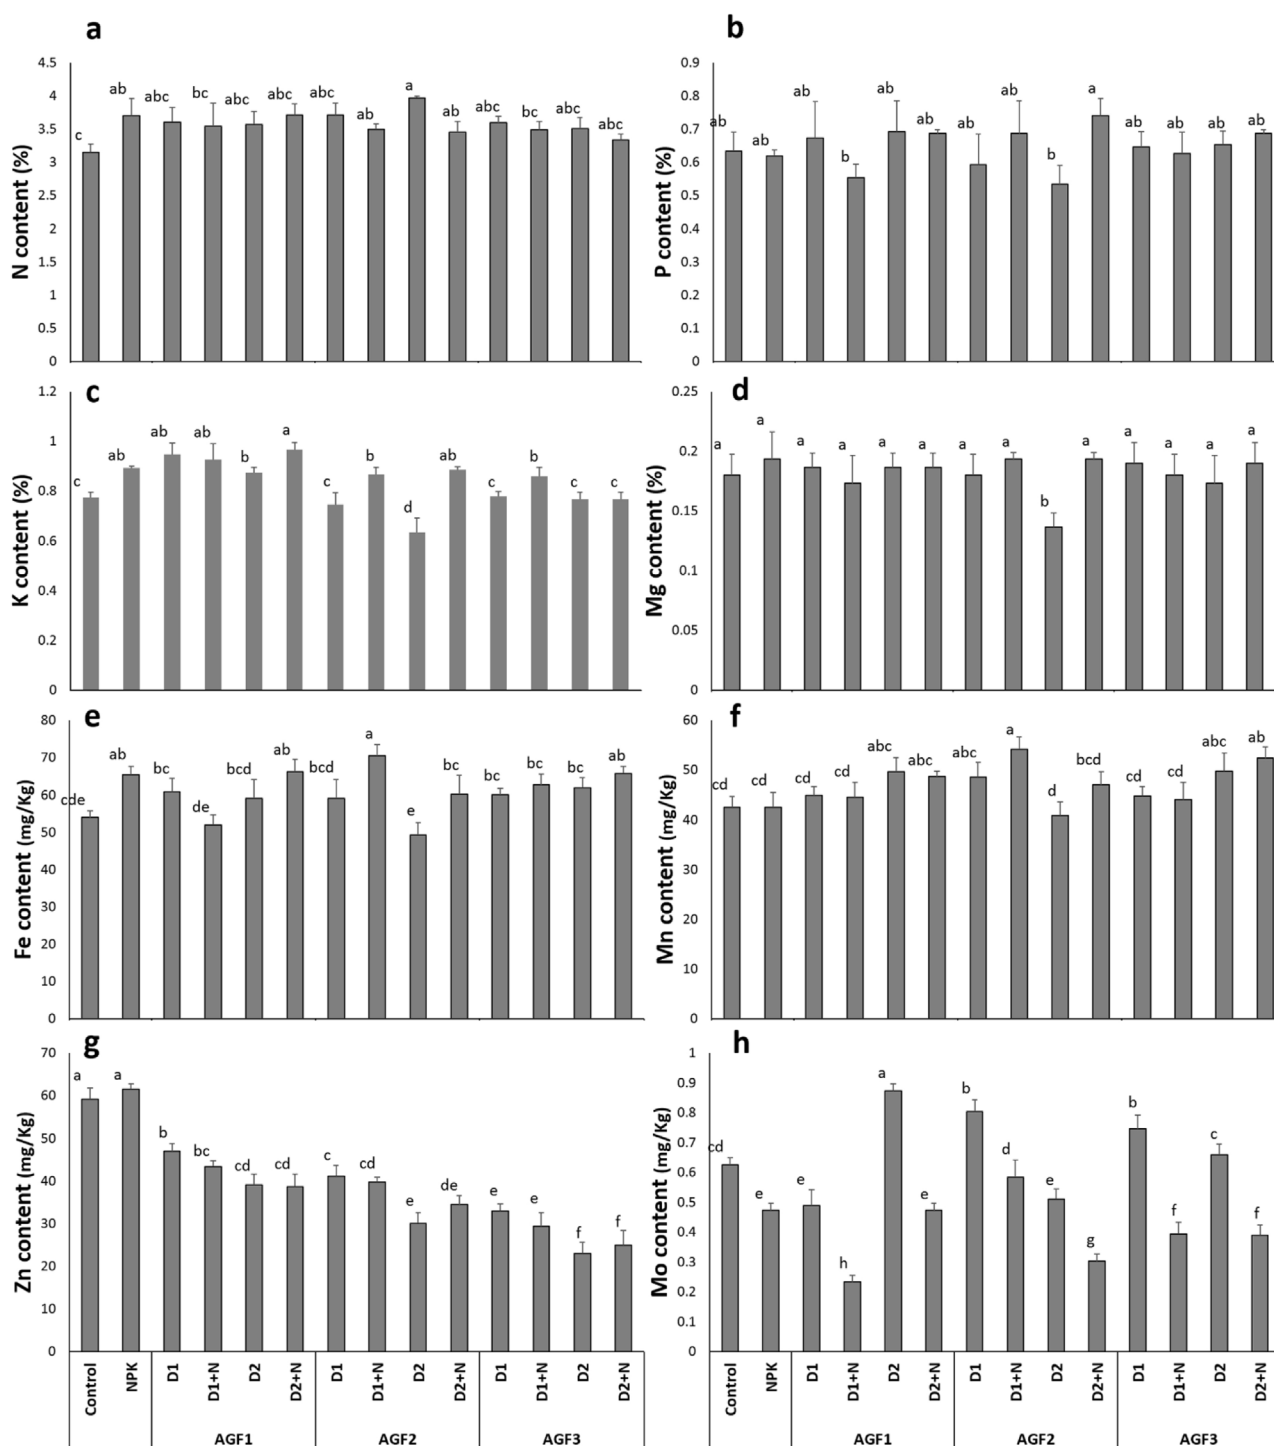 a
4.5
4
3.5
3
2.5
2
1.5
1
0.5
0
N content (%)
c ab abc bc abc abc abc ab a ab abc bc abc abc
b
0.9
0.8
0.7
0.6
0.5
0.4
0.3
0.2
0.1
0
P content (%)
ab ab ab b ab ab ab ab b a ab ab ab ab
c
1.2
1
0.8
0.6
0.4
0.2
0
K content (%)
c ab ab ab b a c b d ab c b c c
d
0.25
0.2
0.15
0.1
0.05
0
Mg content (%)
a a a a a a a a b a a a a a
e
80
70
60
50
40
30
20
10
0
Fe content (mg/Kg)
cde ab bc de bcd ab bcd a e bc bc bc bc ab
f
60
50
40
30
20
10
0
Mn content (mg/Kg)
cd cd cd cd abc abc abc a d bcd cd cd abc ab
g
70
60
50
40
30
20
10
0
Zn content (mg/Kg)
a a b bc cd cd c cd e de e e f f
Control NPK D1 D1+N D2 D2+N D1 D1+N D2 D2+N D1 D1+N D2 D2+N
AGF1 AGF2 AGF3
h
1
0.9
0.8
0.7
0.6
0.5
0.4
0.3
0.2
0.1
0
Mo content (mg/Kg)
cd e e h a e b d e g b f c f
Control NPK D1 D1+N D2 D2+N D1 D1+N D2 D2+N D1 D1+N D2 D2+N
AGF1 AGF2 AGF3